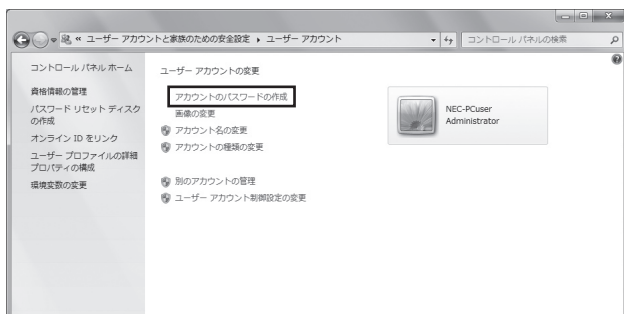 « ユーザー アカウントと家族のための安全設定 ▸ ユーザー アカウント
コントロール パネルの検索
コントロール パネル ホーム
資格情報の管理
パスワード リセット ディスク
の作成
オンライン ID をリンク
ユーザー プロファイルの詳細
プロパティの構成
環境変数の変更
ユーザー アカウントの変更
アカウントのパスワードの作成
画像の変更
アカウント名の変更
アカウントの種類の変更
別のアカウントの管理
ユーザー アカウント制御設定の変更
NEC-PCuser
Administrator